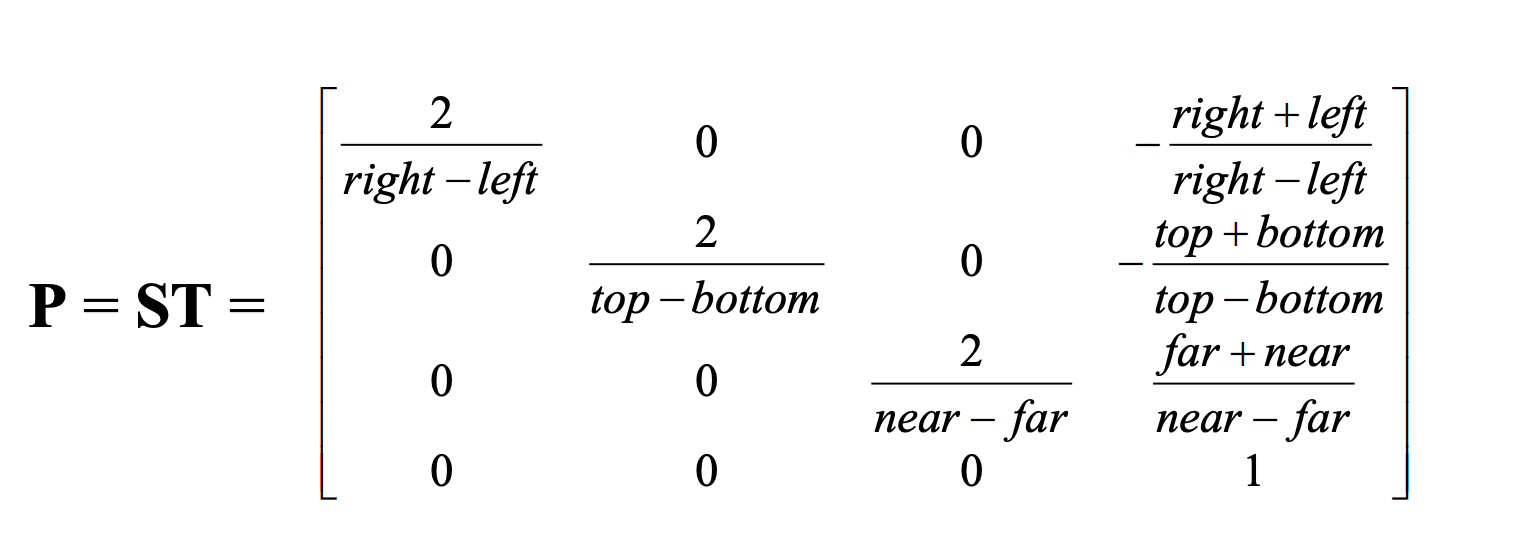 P = ST =
2 0 0 right + left
right − left − right − left
0 2 0 top + bottom
top − bottom − top − bottom
0 0 2 far + near
near − far near − far
0 0 0 1